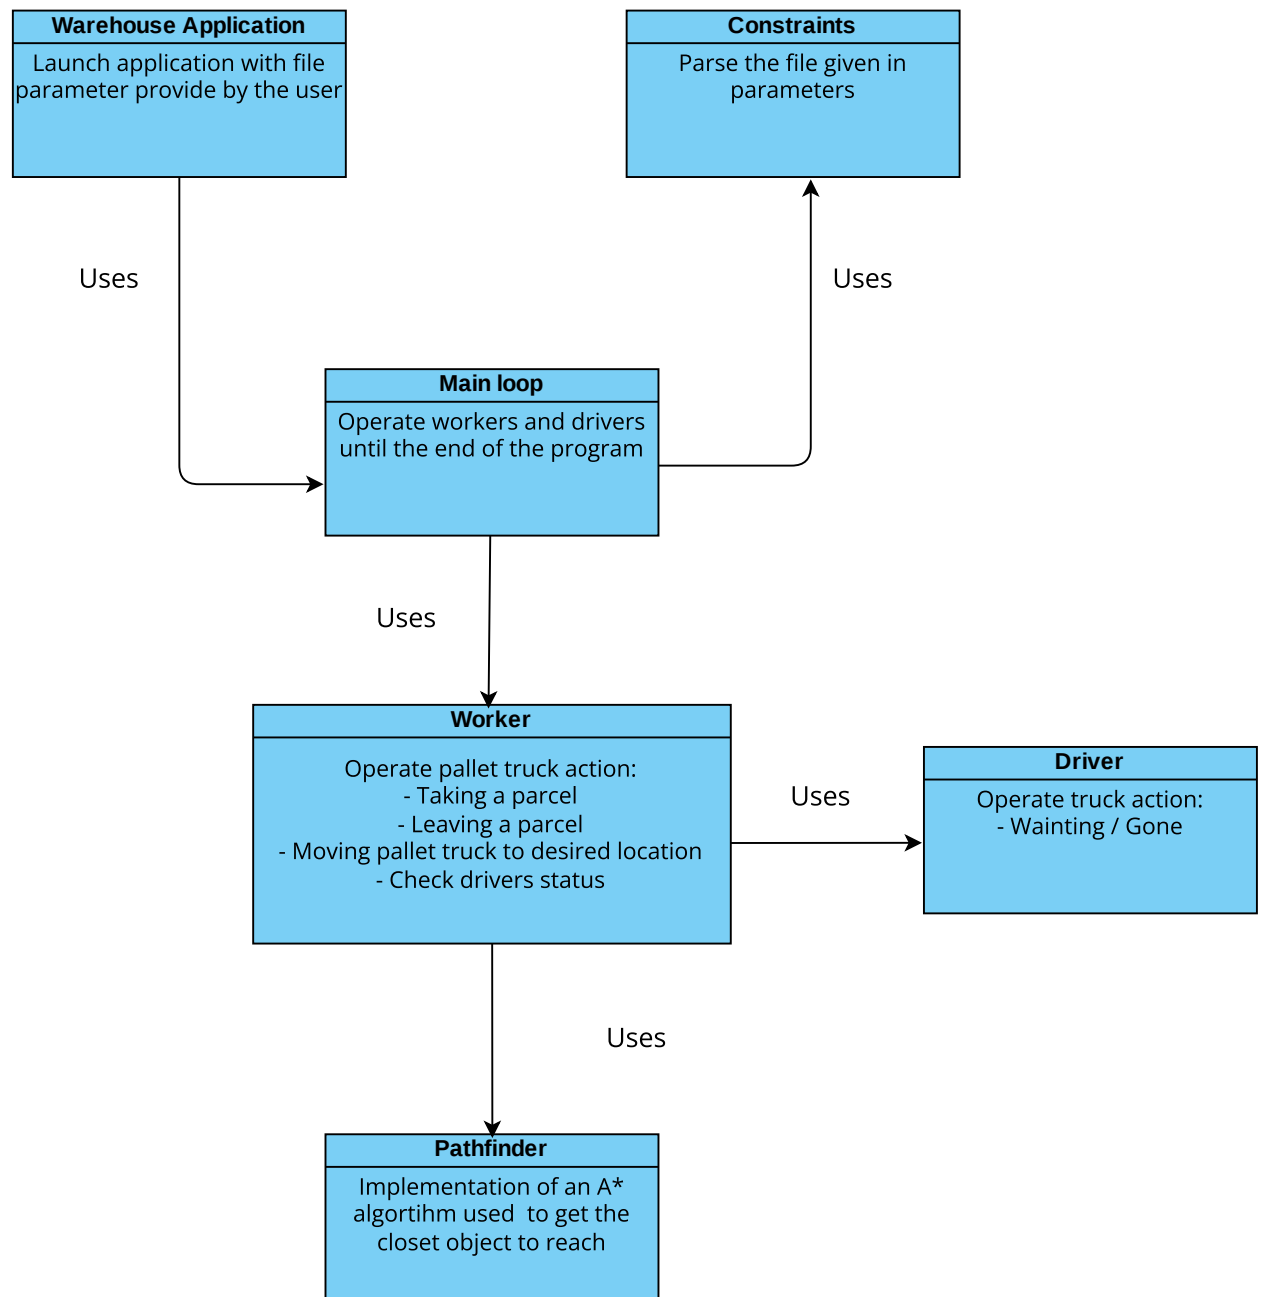 Warehouse Application
Launch application with file
parameter provide by the user
Constraints
Parse the file given in
parameters
Uses
Uses
Main loop
Operate workers and drivers
until the end of the program
Uses
Worker
Operate pallet truck action:
- Taking a parcel
- Leaving a parcel
- Moving pallet truck to desired location
- Check drivers status
Uses
Driver
Operate truck action:
- Wainting / Gone
Uses
Pathfinder
Implementation of an A*
algortihm used  to get the
closet object to reach